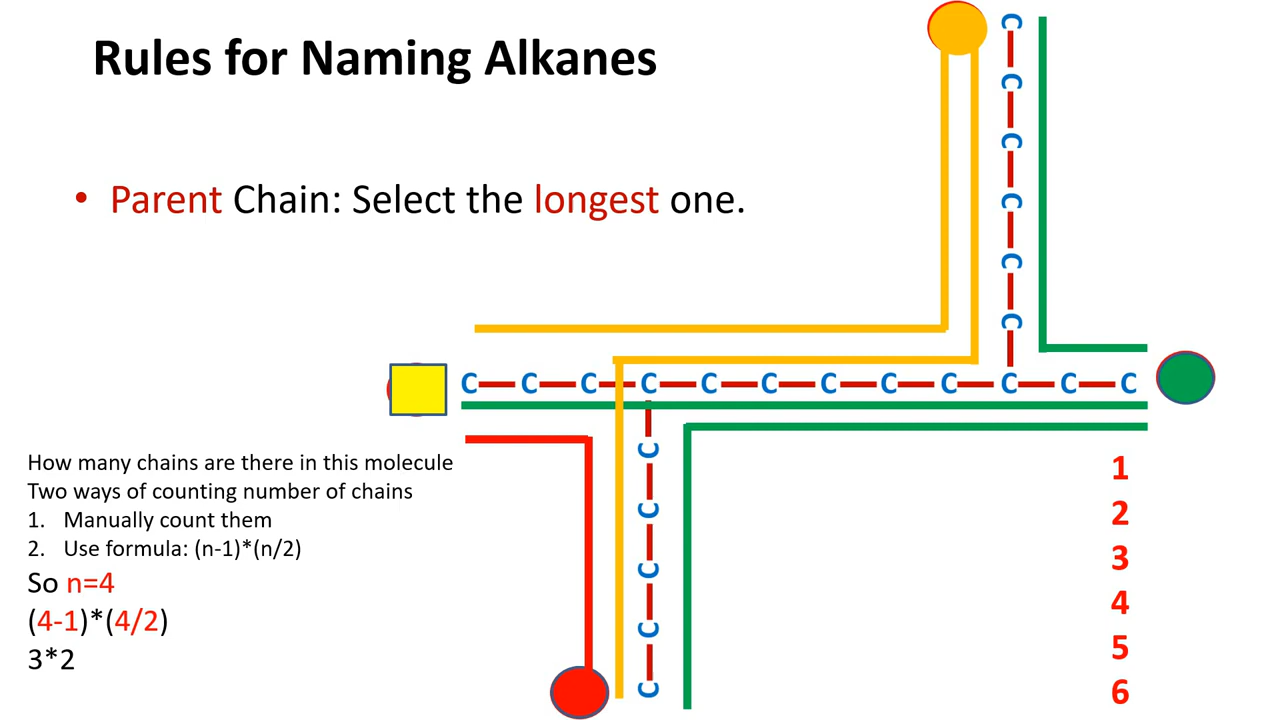 Rules for Naming Alkanes
• Parent Chain: Select the longest one.
C
C
C
C
C
C
C C C C C C C C C C C C
C
C
C
C
C
How many chains are there in this molecule
Two ways of counting number of chains
1. Manually count them
2. Use formula: (n-1)*(n/2)
So n=4
(4-1)*(4/2)
3*2
1
2
3
4
5
6